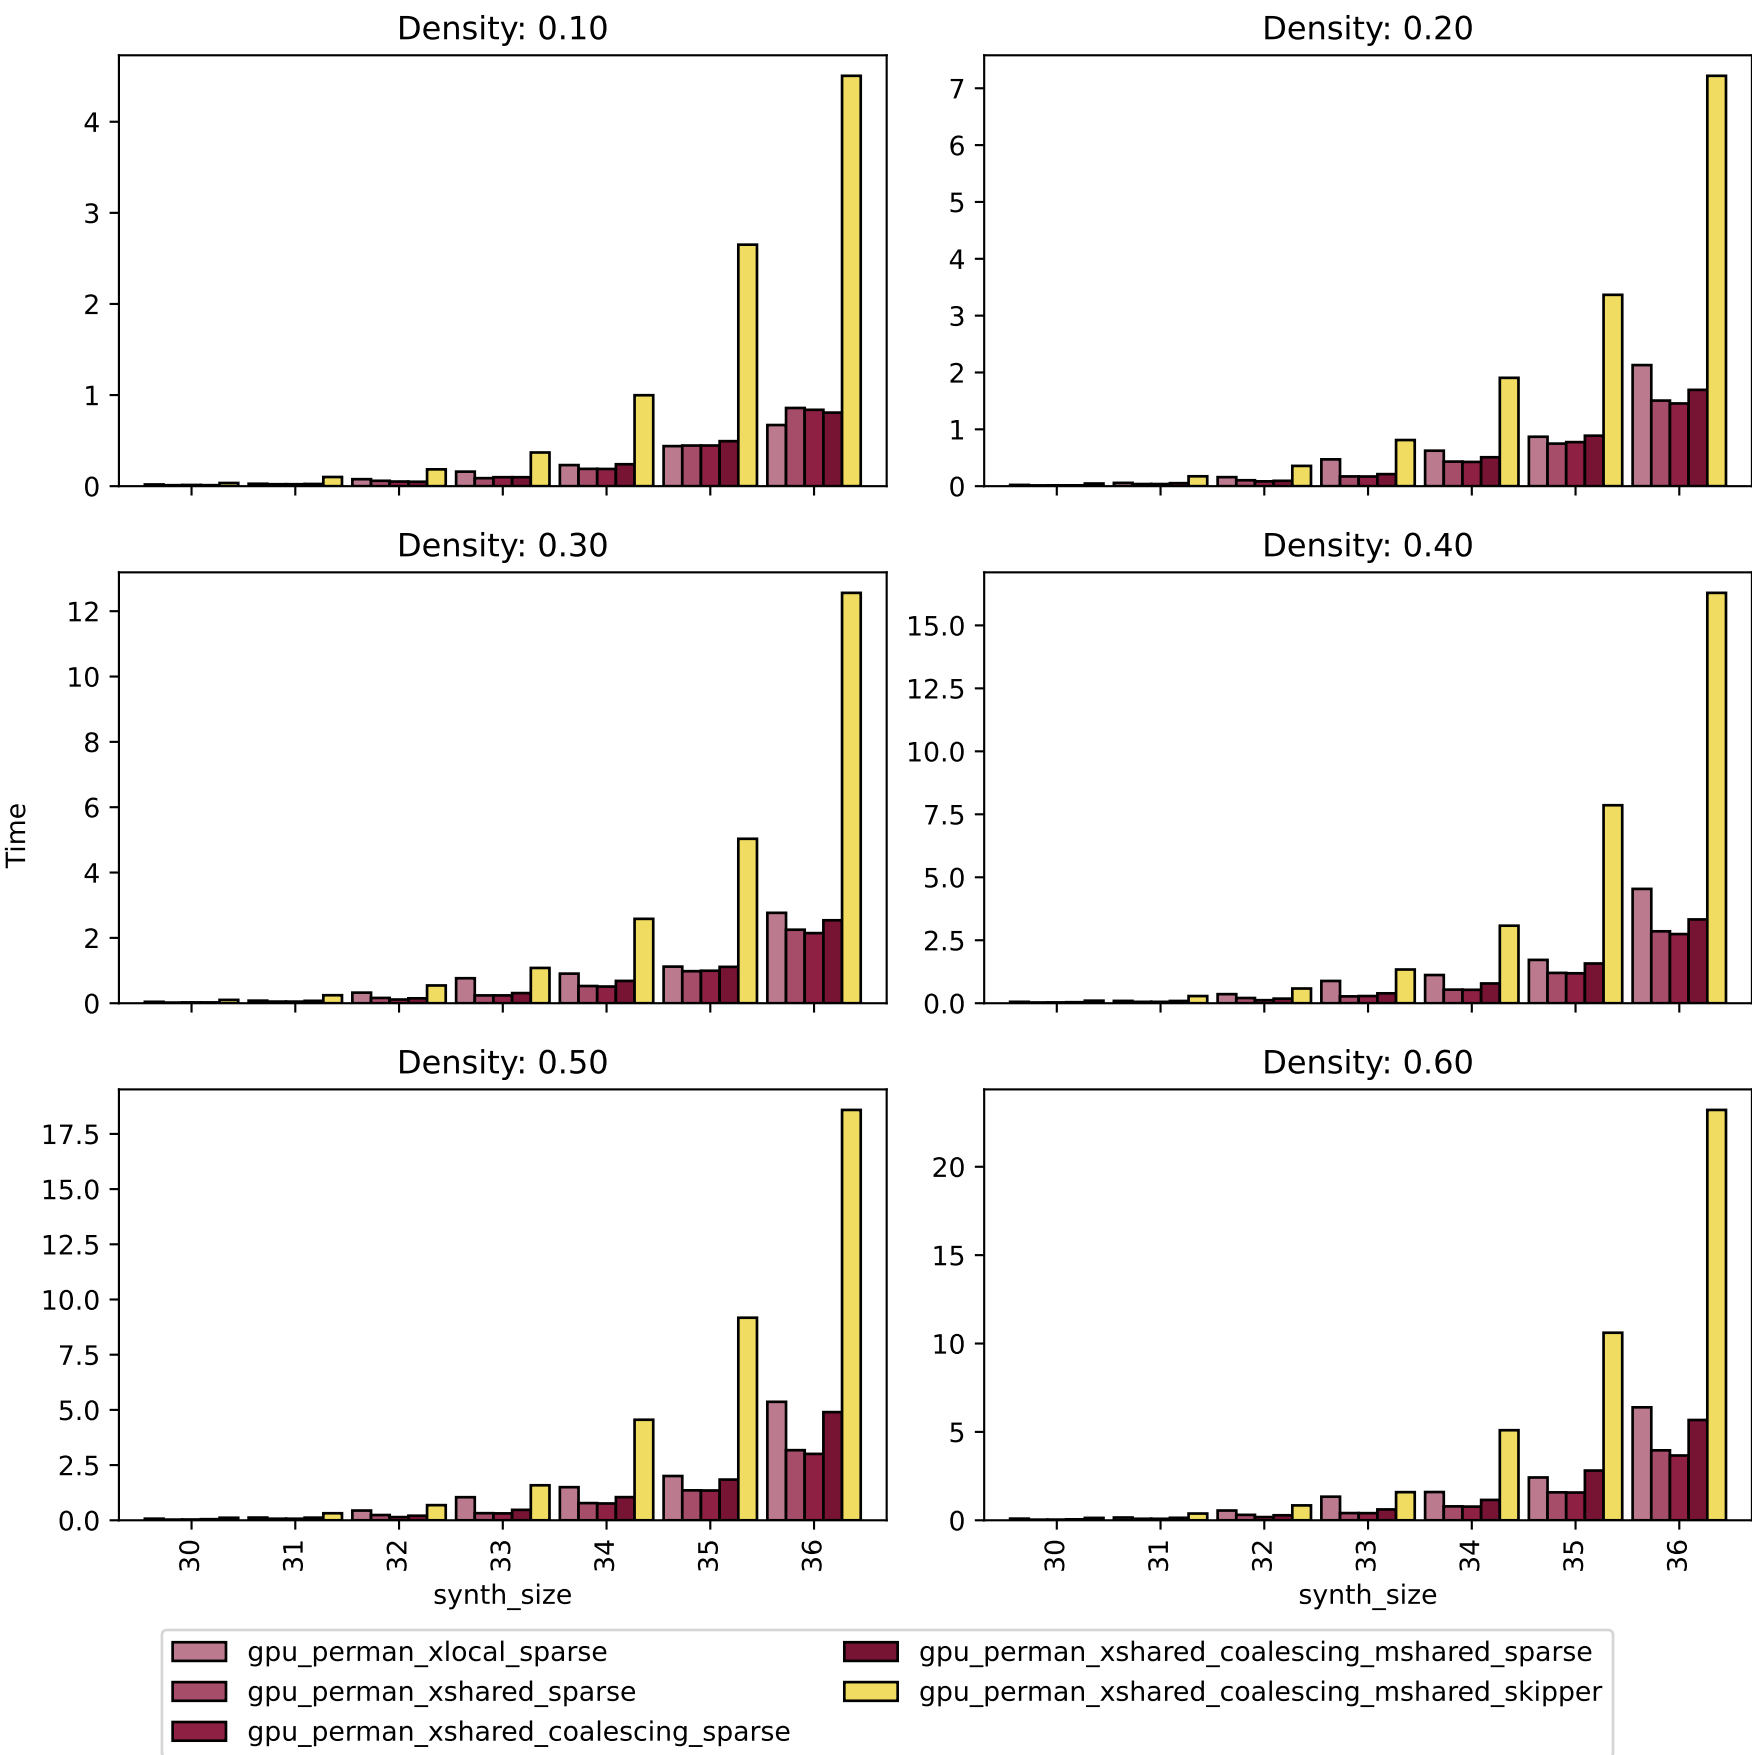 Density: 0.10
Density: 0.20
4
3
2
1
0
7
6
5
4
3
2
1
0
Density: 0.30
Density: 0.40
12
10
8
6
4
2
0
15.0
12.5
10.0
7.5
5.0
2.5
0.0
Time
Density: 0.50
Density: 0.60
17.5
15.0
12.5
10.0
7.5
5.0
2.5
0.0
20
15
10
5
0
30 31 32 33 34 35 36
30 31 32 33 34 35 36
synth_size
synth_size
gpu_perman_xlocal_sparse
gpu_perman_xshared_sparse
gpu_perman_xshared_coalescing_sparse
gpu_perman_xshared_coalescing_mshared_sparse
gpu_perman_xshared_coalescing_mshared_skipper